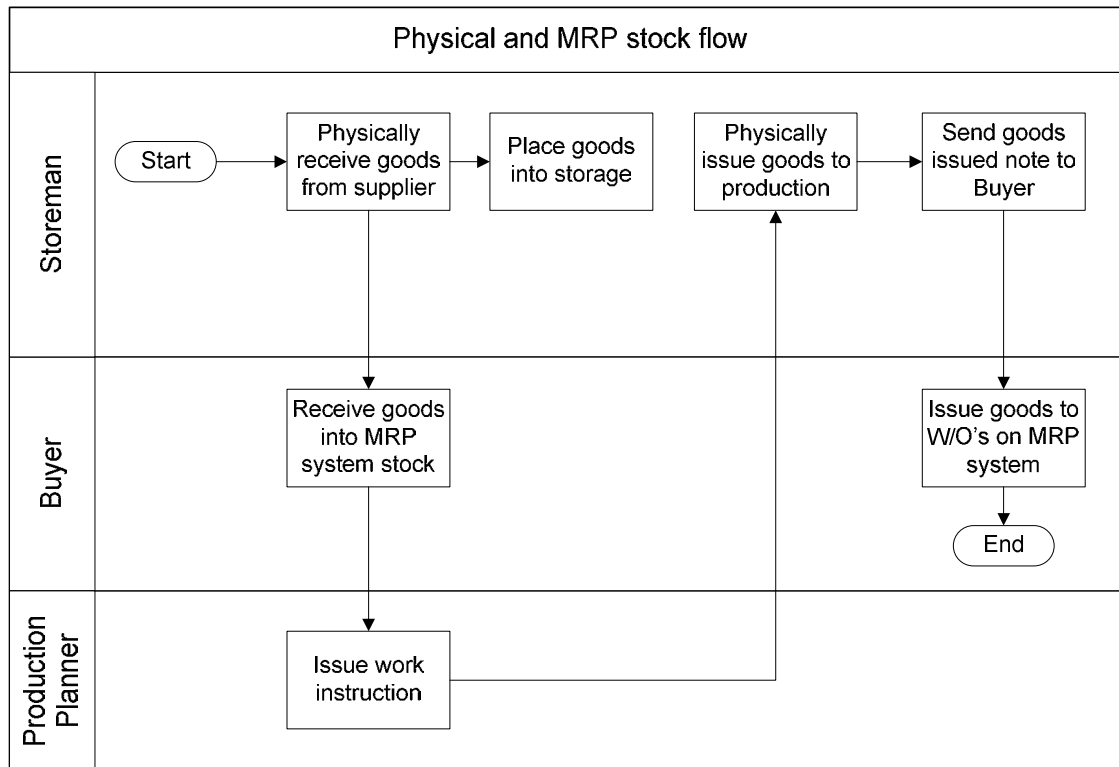 Physical and MRP stock flow
Storeman
Start
Physically
receive goods
from supplier
Place goods
into storage
Physically
issue goods to
production
Send goods
issued note to
Buyer
Buyer
Receive goods
into MRP
system stock
Issue goods to
W/O's on MRP
system
End
Production
Planner
Issue work
instruction